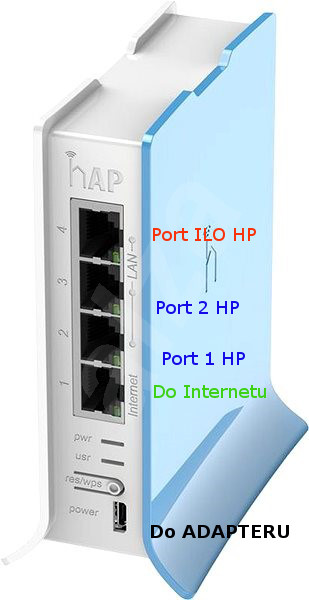 hAP
4
Port ILO HP
3
LAN
Port 2 HP
2
Port 1 HP
1
Internet
Do Internetu
pwr
usr
res/wps
power
Do ADAPTERU